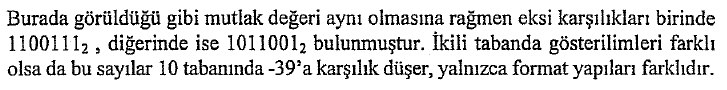 Burada görüldüğü gibi mutlak değeri aynı olmasına rağmen eksi karşılıkları birinde
1100111₂ , diğerinde ise 1011001₂ bulunmuştur. İkili tabanda gösterilimleri farklı
olsa da bu sayılar 10 tabanında -39’a karşılık düşer, yalnızca format yapıları farklıdır.